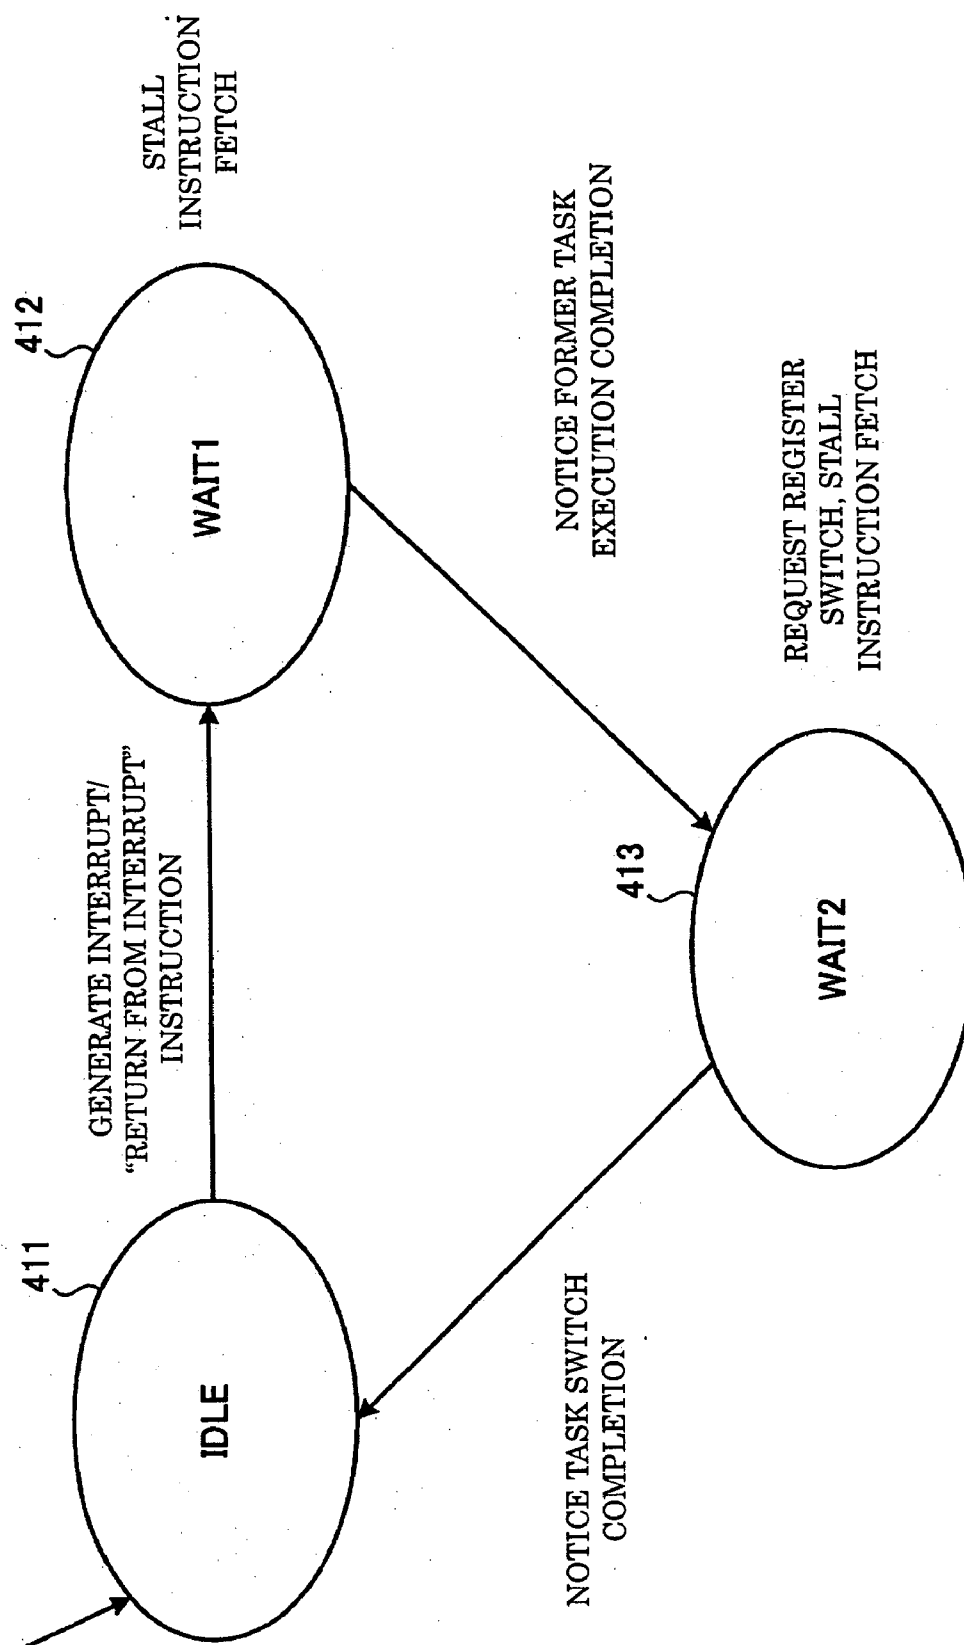 411
IDLE
GENERATE INTERRUPT/
“RETURN FROM INTERRUPT”
INSTRUCTION
412
WAIT1
STALL
INSTRUCTION
FETCH
NOTICE TASK SWITCH
COMPLETION
413
WAIT2
NOTICE FORMER TASK
EXECUTION COMPLETION
REQUEST REGISTER
SWITCH, STALL
INSTRUCTION FETCH